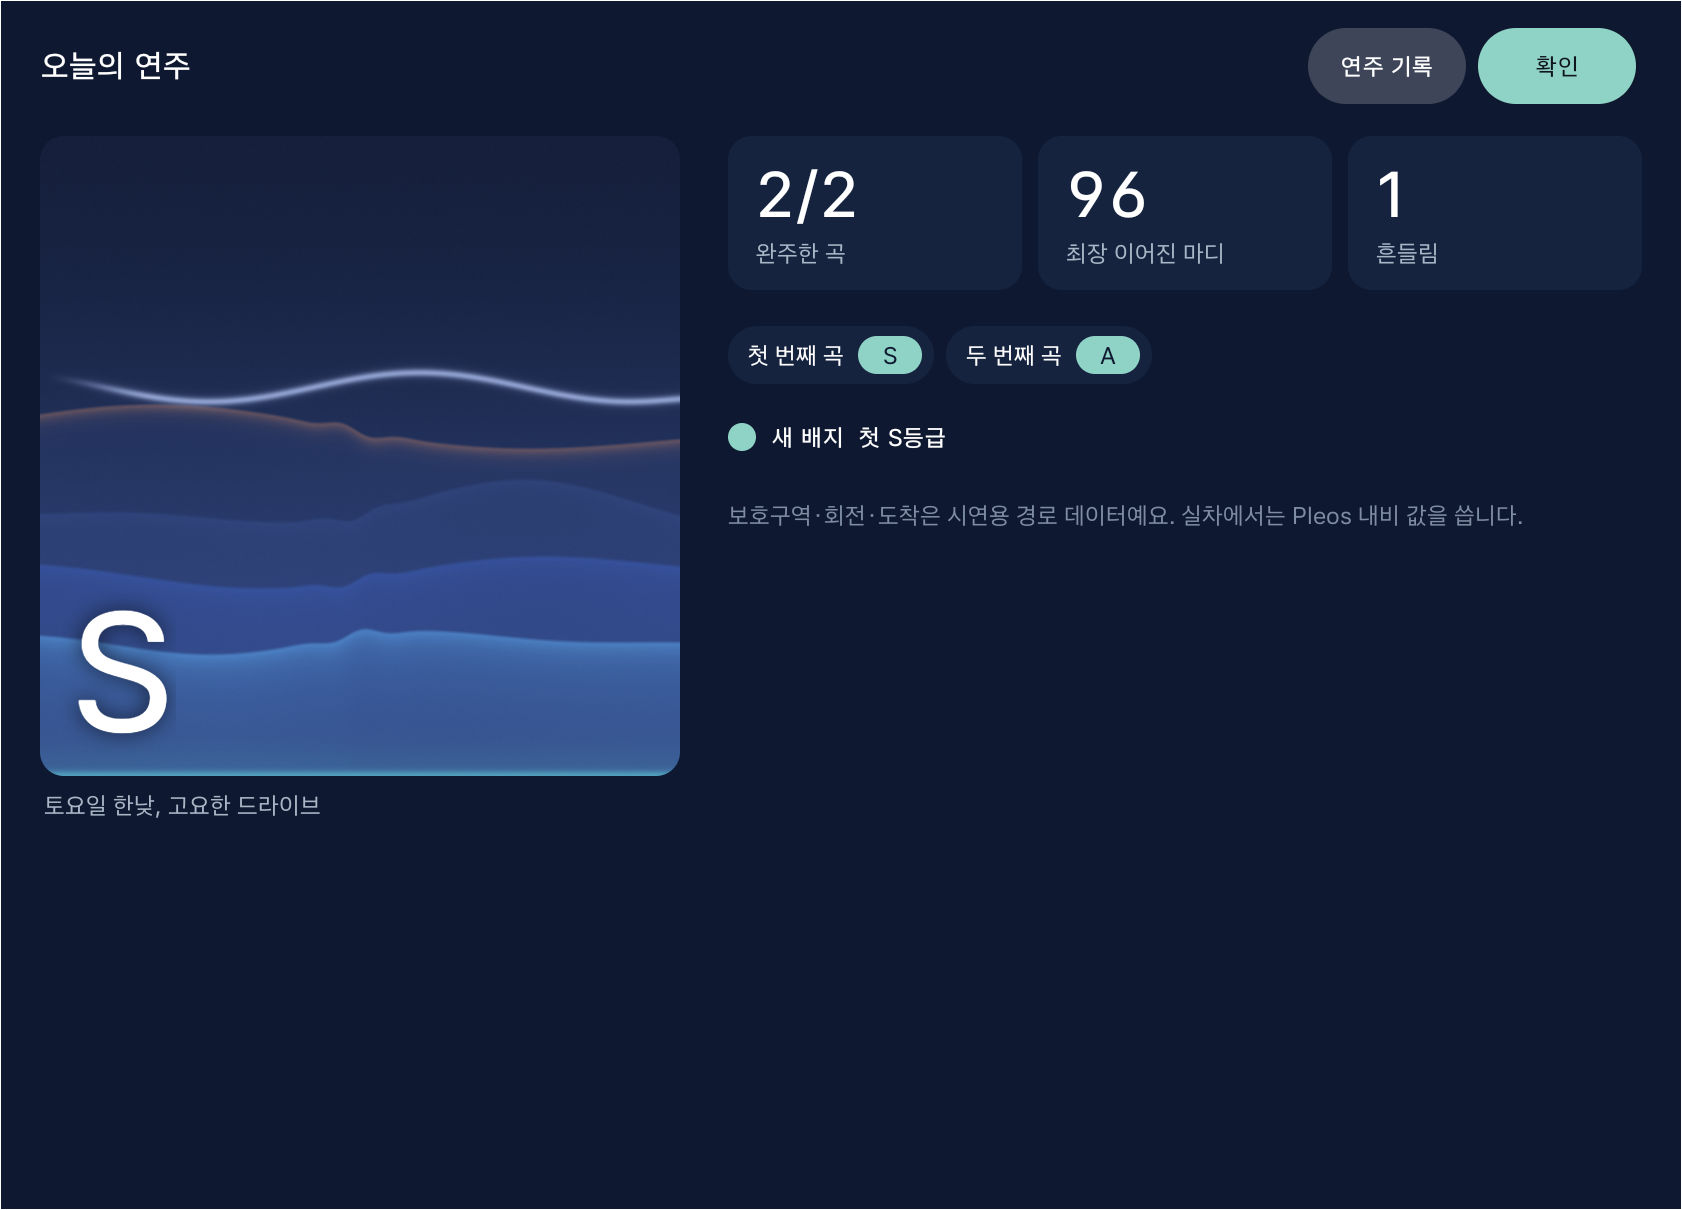 오늘의 연주
연주 기록
확인
2/2
완주한 곡
96
최장 이어진 마디
1
흔들림
첫 번째 곡 S
두 번째 곡 A
새 배지 첫 S등급
보호구역·회전·도착은 시연용 경로 데이터예요. 실차에서는 Pleos 내비 값을 씁니다.
S
토요일 한낮, 고요한 드라이브